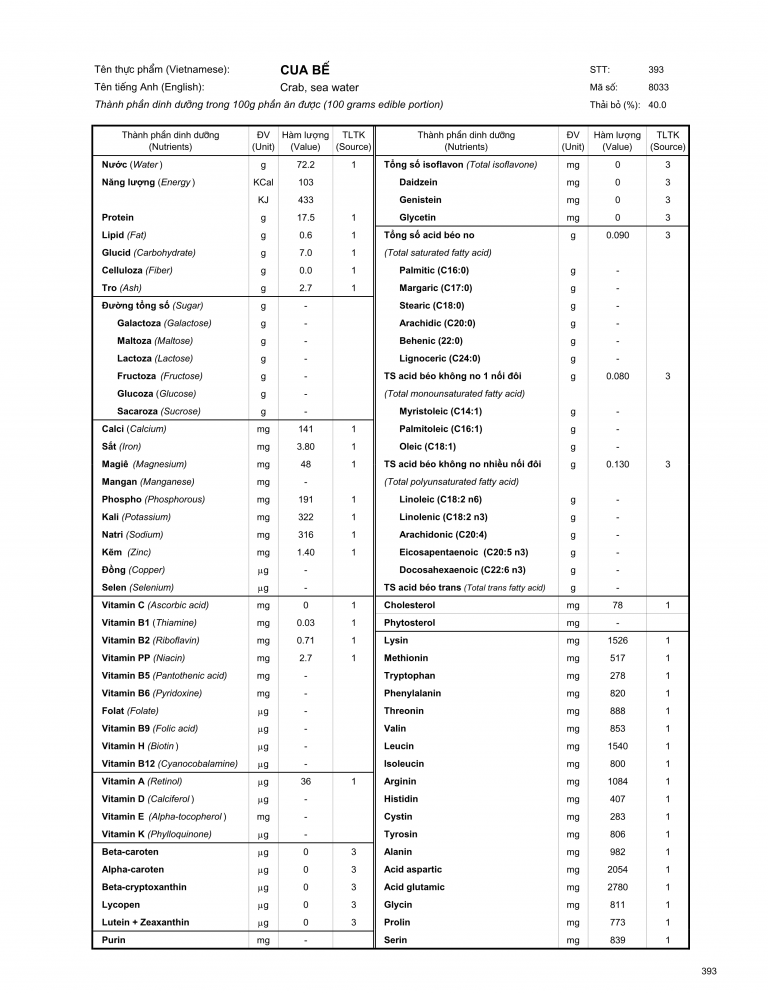 Tên thực phẩm (Vietnamese): CUA BỂ STT: 393
Tên tiếng Anh (English): Crab, sea water Mã số: 8033
Thành phần dinh dưỡng trong 100g phần ăn được (100 grams edible portion) Thải bỏ (%): 40.0
Thành phần dinh dưỡng ĐV Hàm lượng TLTK
(Nutrients) (Unit) (Value) (Source)
Nước (Water) g 72.2 1
Năng lượng (Energy) KCal 103
KJ 433
Protein g 17.5 1
Lipid (Fat) g 0.6 1
Glucid (Carbohydrate) g 7.0 1
Celluloza (Fiber) g 0.0 1
Tro (Ash) g 2.7 1
Đường tổng số (Sugar) g -
Galactoza (Galactose) g -
Maltoza (Maltose) g -
Lactoza (Lactose) g -
Fructoza (Fructose) g -
Glucoza (Glucose) g -
Sacaroza (Sucrose) g -
Calci (Calcium) mg 141 1
Sắt (Iron) mg 3.80 1
Magiê (Magnesium) mg 48 1
Mangan (Manganese) mg -
Phospho (Phosphorous) mg 191 1
Kali (Potassium) mg 322 1
Natri (Sodium) mg 316 1
Kẽm (Zinc) mg 1.40 1
Đồng (Copper) μg -
Selen (Selenium) μg -
Vitamin C (Ascorbic acid) mg 0 1
Vitamin B1 (Thiamine) mg 0.03 1
Vitamin B2 (Riboflavin) mg 0.71 1
Vitamin PP (Niacin) mg 2.7 1
Vitamin B5 (Pantothenic acid) mg -
Vitamin B6 (Pyridoxine) mg -
Folat (Folate) μg -
Vitamin B9 (Folic acid) μg -
Vitamin H (Biotin) μg -
Vitamin B12 (Cyanocobalamine) μg -
Vitamin A (Retinol) μg 36 1
Vitamin D (Calciferol) μg -
Vitamin E (Alpha-tocopherol) mg -
Vitamin K (Phylloquinone) μg -
Beta-caroten μg 0 3
Alpha-caroten μg 0 3
Beta-cryptoxanthin μg 0 3
Lycopen μg 0 3
Lutein + Zeaxanthin μg 0 3
Purin mg -
Thành phần dinh dưỡng ĐV Hàm lượng TLTK
(Nutrients) (Unit) (Value) (Source)
Tổng số isoflavon (Total isoflavone) mg 0 3
Daidzein mg 0 3
Genistein mg 0 3
Glycetin mg 0 3
Tổng số acid béo no g 0.090 3
(Total saturated fatty acid)
Palmitic (C16:0) g -
Margaric (C17:0) g -
Stearic (C18:0) g -
Arachidic (C20:0) g -
Behenic (22:0) g -
Lignoceric (C24:0) g -
TS acid béo không no 1 nối đôi g 0.080 3
(Total monounsaturated fatty acid)
Myristoleic (C14:1) g -
Palmitoleic (C16:1) g -
Oleic (C18:1) g -
TS acid béo không no nhiều nối đôi g 0.130 3
(Total polyunsaturated fatty acid)
Linoleic (C18:2 n6) g -
Linolenic (C18:2 n3) g -
Arachidonic (C20:4) g -
Eicosapentaenoic (C20:5 n3) g -
Docosahexaenoic (C22:6 n3) g -
TS acid béo trans (Total trans fatty acid) g -
Cholesterol mg 78 1
Phytosterol mg -
Lysin mg 1526 1
Methionin mg 517 1
Tryptophan mg 278 1
Phenylalanin mg 820 1
Threonin mg 888 1
Valin mg 853 1
Leucin mg 1540 1
Isoleucin mg 800 1
Arginin mg 1084 1
Histidin mg 407 1
Cystin mg 283 1
Tyrosin mg 806 1
Alanin mg 982 1
Acid aspartic mg 2054 1
Acid glutamic mg 2780 1
Glycin mg 811 1
Prolin mg 773 1
Serin mg 839 1
393